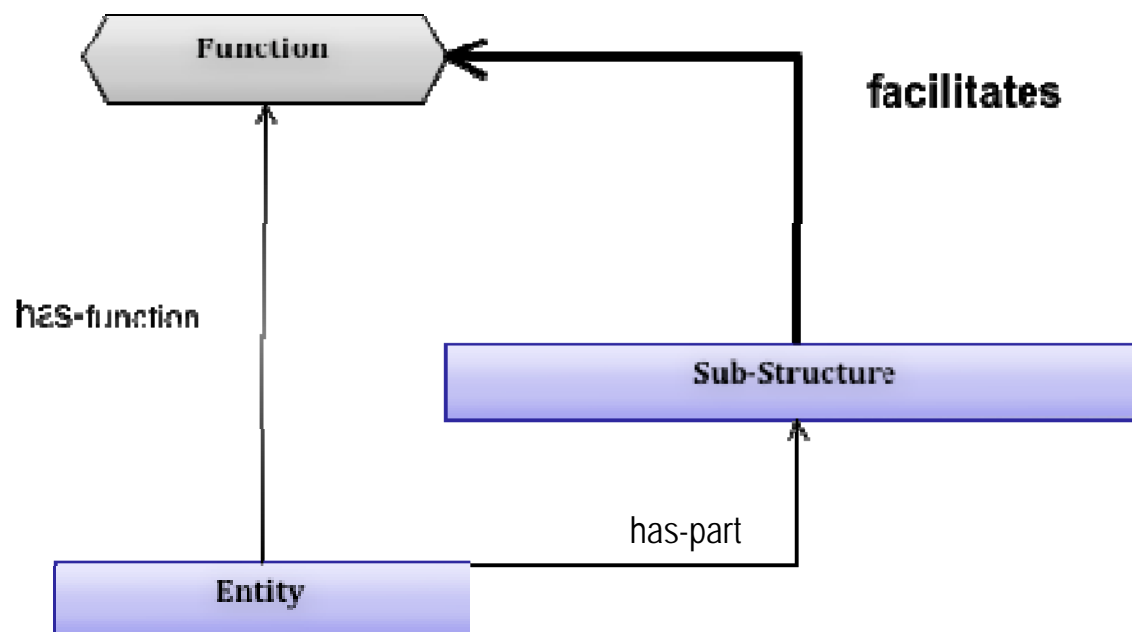 Function
facilitates
has-function
Sub-Structure
has-part
Entity